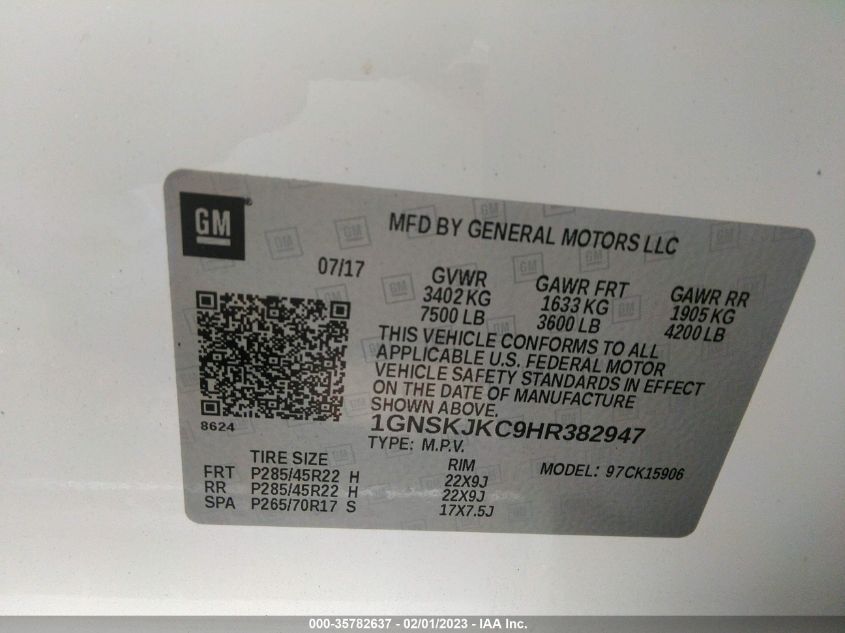 GM
MFD BY GENERAL MOTORS LLC
07/17
GVWR GAWR FRT GAWR RR
3402 KG 1633 KG 1905 KG
7500 LB 3600 LB 4200 LB
THIS VEHICLE CONFORMS TO ALL
APPLICABLE U.S. FEDERAL MOTOR
VEHICLE SAFETY STANDARDS IN EFFECT
ON THE DATE OF MANUFACTURE
SHOWN ABOVE.
8624
1GNSKJKC9HR382947
TYPE: M.P.V.
TIRE SIZE RIM MODEL: 97CK15906
FRT P285/45R22 H 22X9J
RR P285/45R22 H 22X9J
SPA P265/70R17 S 17X7.5J
000-35782637 - 02/01/2023 - IAA Inc.